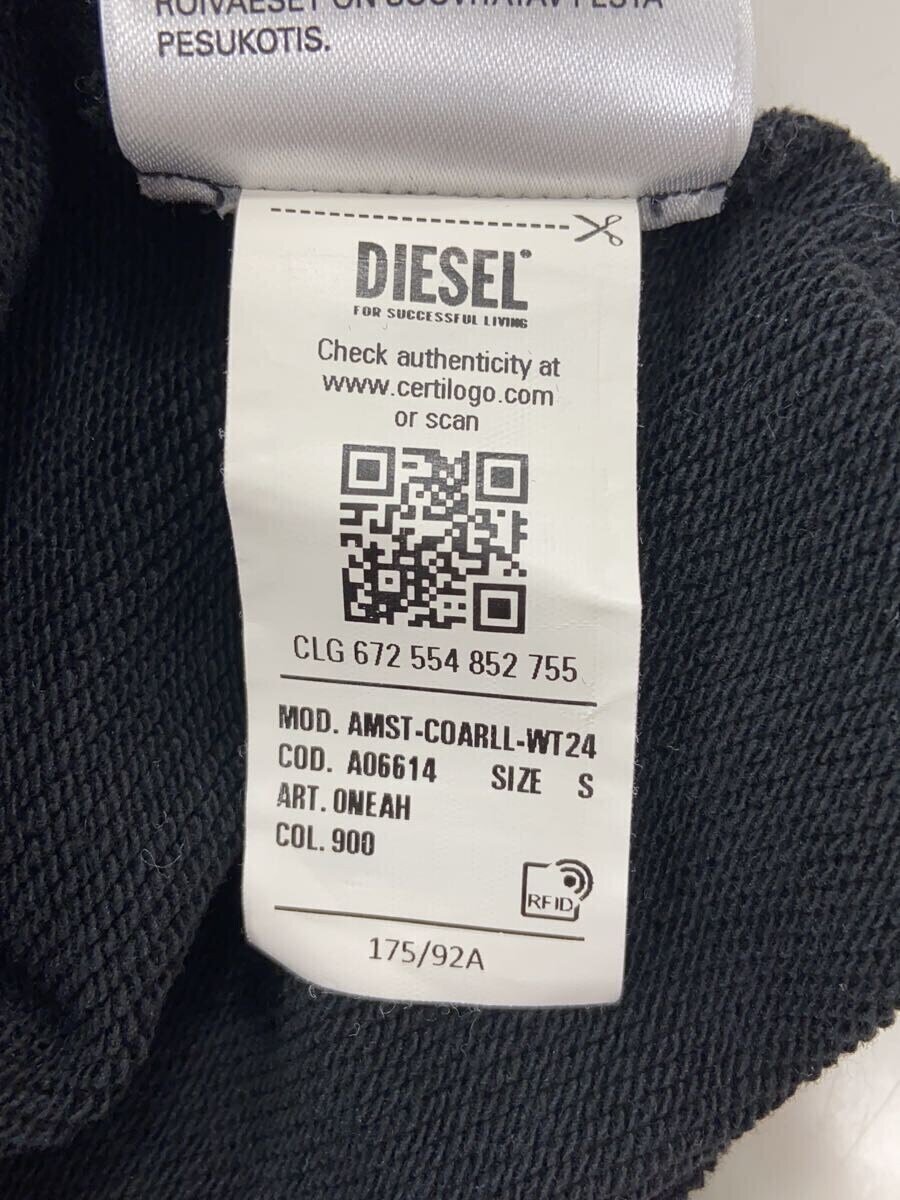 PESUKOTIS.
DIESEL
FOR SUCCESSFUL LIVING
Check authenticity at
www.certilogo.com
or scan
CLG 672 554 852 755
MOD. AMST-COARLL-WT24
COD. A06614 SIZE S
ART. ONEAH
COL. 900
RFID
175/92A